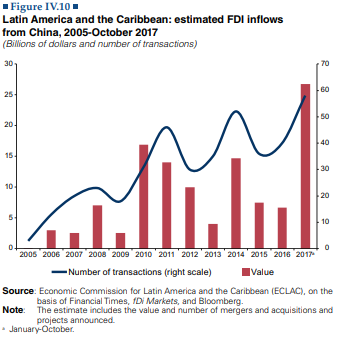 ■ Figure IV.10 ■
Latin America and the Caribbean: estimated FDI inflows
from China, 2005-October 2017
(Billions of dollars and number of transactions)
30 70
25 60
20 50
15 40
10 30
5 20
0 10
0
2005 2006 2007 2008 2009 2010 2011 2012 2013 2014 2015 2016 2017ᵃ
Number of transactions (right scale) Value
Source: Economic Commission for Latin America and the Caribbean (ECLAC), on the
basis of Financial Times, fDi Markets, and Bloomberg.
Note: The estimate includes the value and number of mergers and acquisitions and
projects announced.
ᵃ January-October.